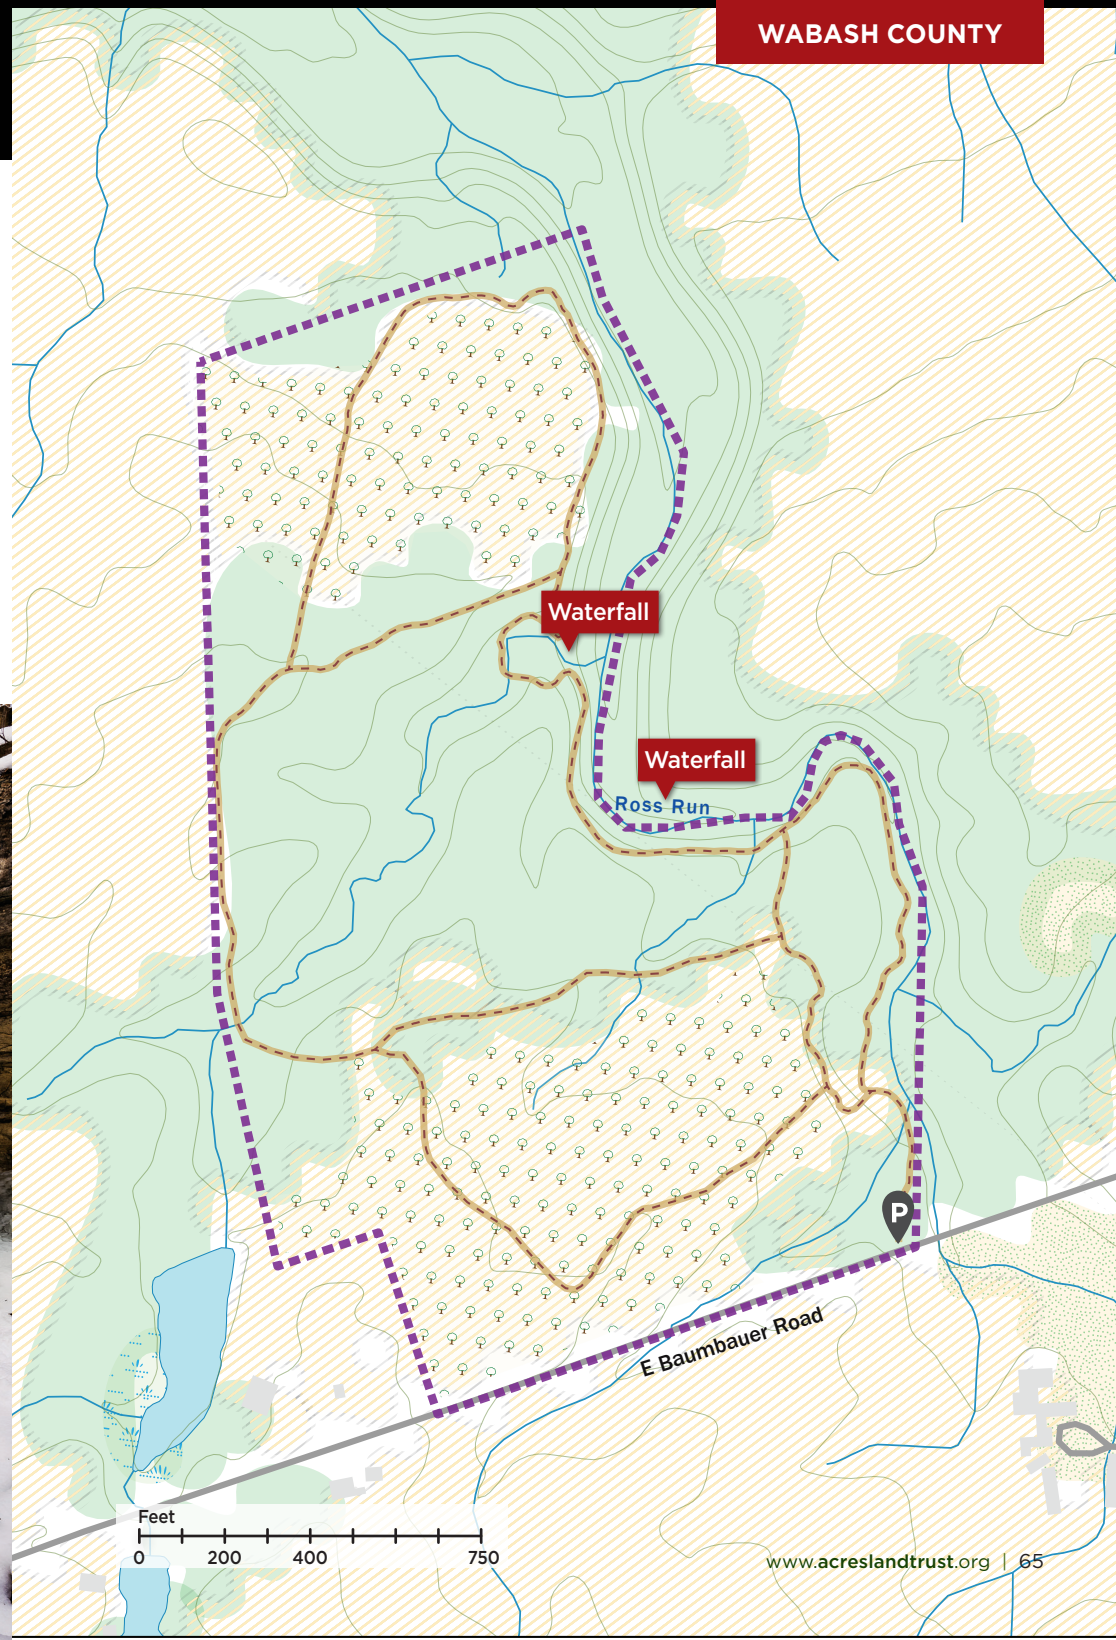 WABASH COUNTY
Waterfall
Waterfall
Ross Run
P
E Baumbauer Road
Feet
0 200 400 750
www.acreslandtrust.org | 65